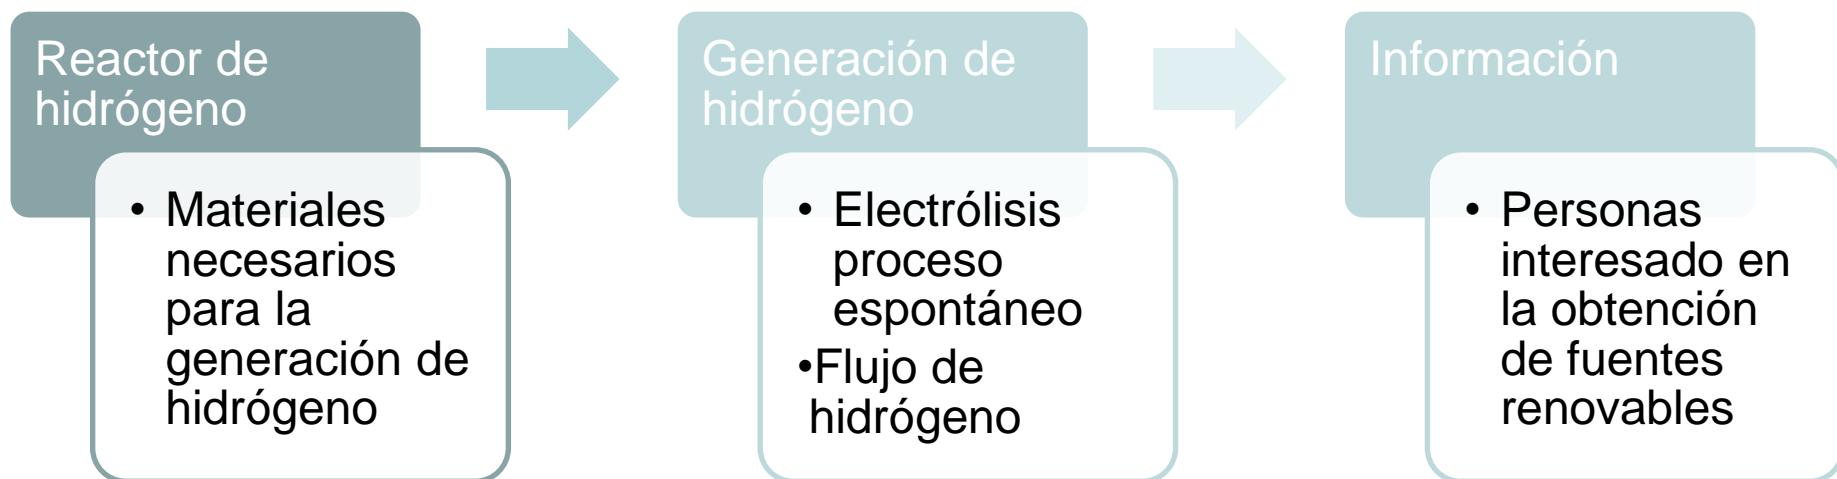 Reactor de
hidrógeno
• Materiales
necesarios
para la
generación de
hidrógeno
Generación de
hidrógeno
• Electrólisis
proceso
espontáneo
•Flujo de
hidrógeno
Información
• Personas
interesado en
la obtención
de fuentes
renovables